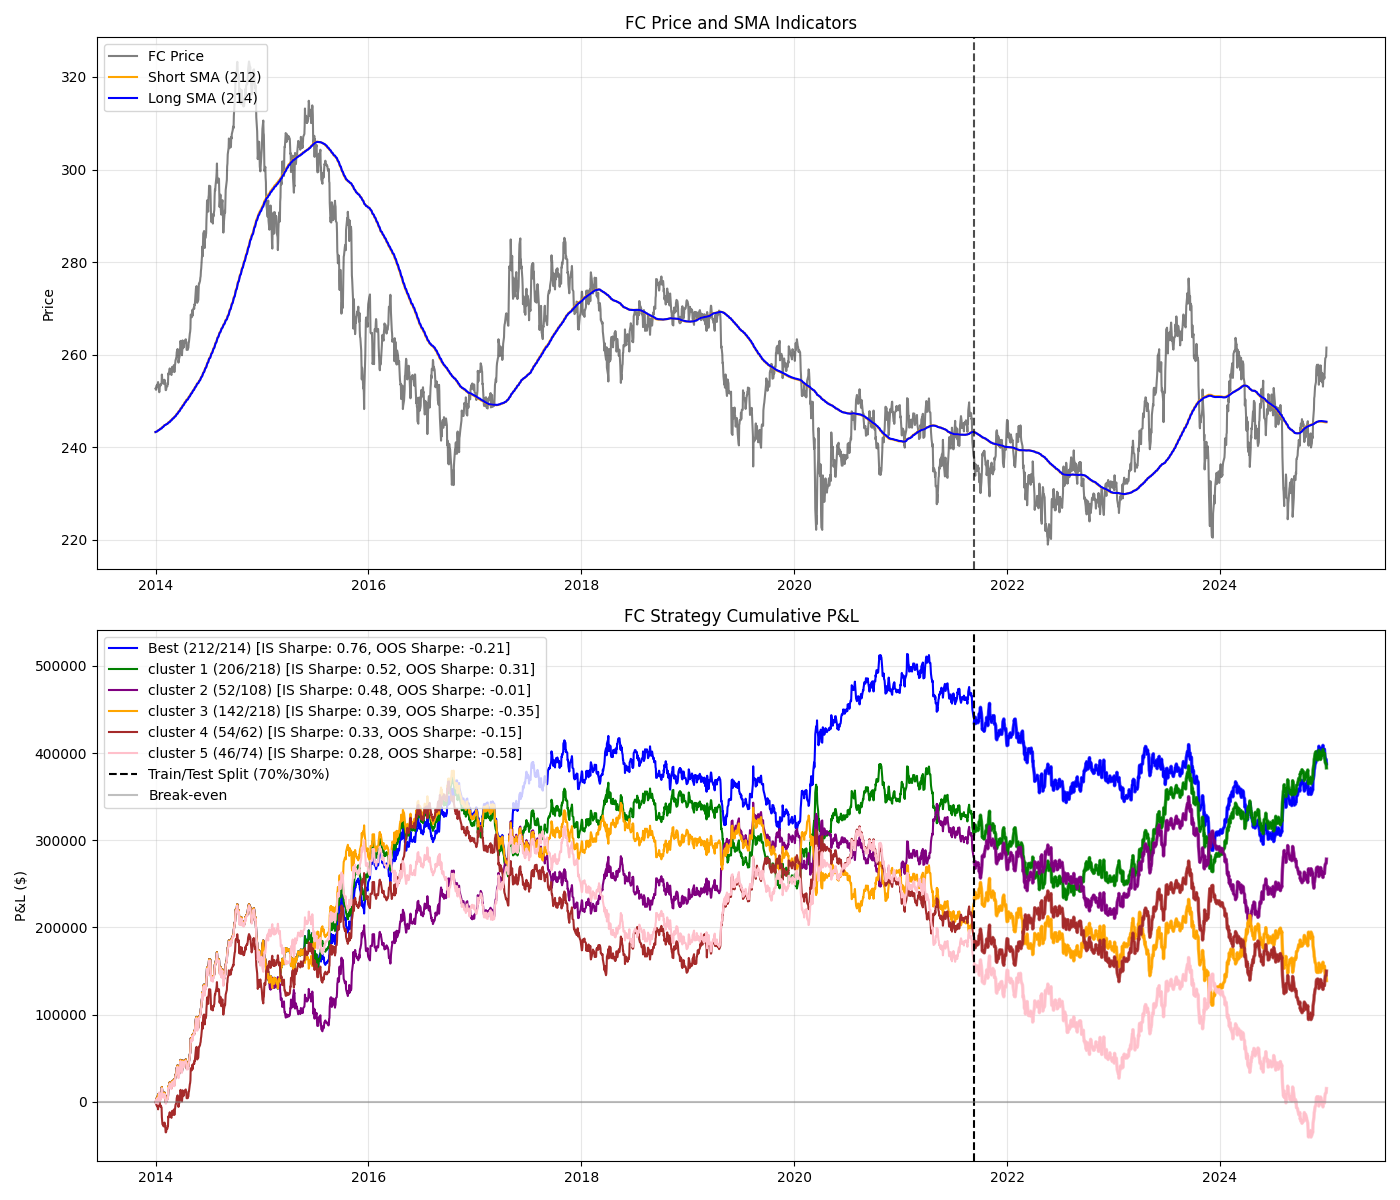 FC Price and SMA Indicators
FC Price
Short SMA (212)
Long SMA (214)
Price
320
300
280
260
240
220
2014 2016 2018 2020 2022 2024
FC Strategy Cumulative P&L
Best (212/214) [IS Sharpe: 0.76, OOS Sharpe: -0.21]
cluster 1 (206/218) [IS Sharpe: 0.52, OOS Sharpe: 0.31]
cluster 2 (52/108) [IS Sharpe: 0.48, OOS Sharpe: -0.01]
cluster 3 (142/218) [IS Sharpe: 0.39, OOS Sharpe: -0.35]
cluster 4 (54/62) [IS Sharpe: 0.33, OOS Sharpe: -0.15]
cluster 5 (46/74) [IS Sharpe: 0.28, OOS Sharpe: -0.58]
Train/Test Split (70%/30%)
Break-even
P&L ($)
500000
400000
300000
200000
100000
0
2014 2016 2018 2020 2022 2024